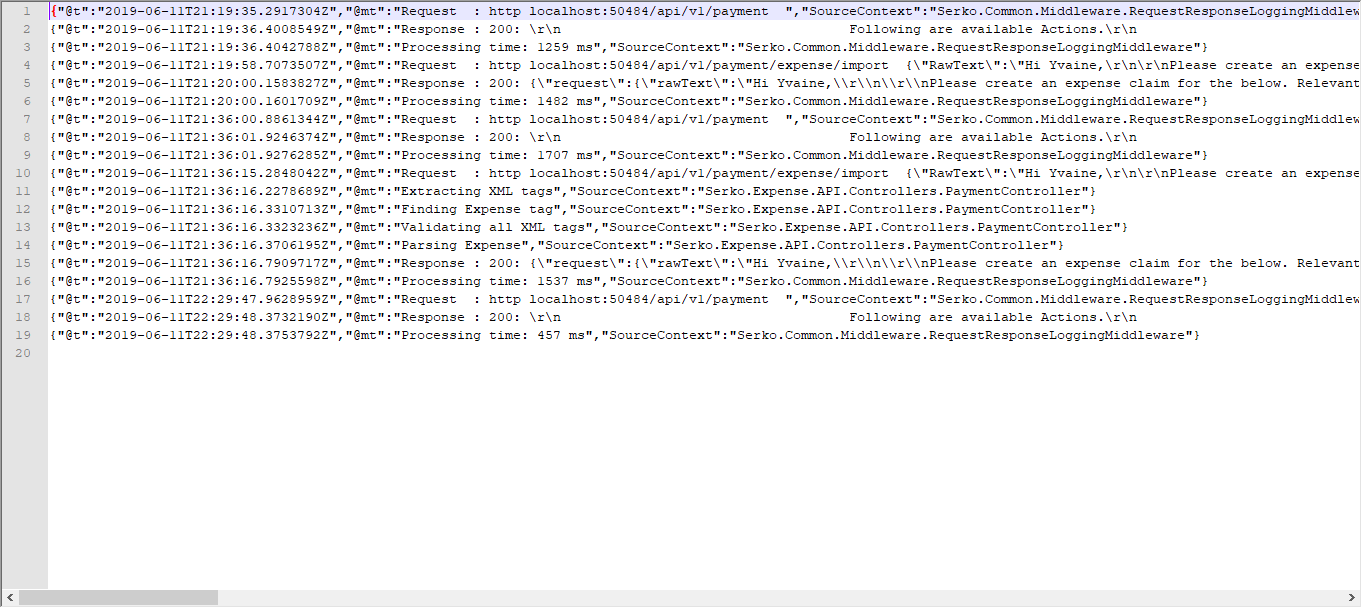 1 {"@t":"2019-06-11T21:19:35.2917304Z","@mt":"Request  : http localhost:50484/api/v1/payment  ","SourceContext":"Serko.Common.Middleware.RequestResponseLoggingMiddlew
2 {"@t":"2019-06-11T21:19:36.4008549Z","@mt":"Response : 200: \r\n                                    Following are available Actions.\r\n
3 {"@t":"2019-06-11T21:19:36.4042788Z","@mt":"Processing time: 1259 ms","SourceContext":"Serko.Common.Middleware.RequestResponseLoggingMiddleware"}
4 {"@t":"2019-06-11T21:19:58.7073507Z","@mt":"Request  : http localhost:50484/api/v1/payment/expense/import  {\"RawText\":\"Hi Yvaine,\r\n\r\nPlease create an expense
5 {"@t":"2019-06-11T21:20:00.1583827Z","@mt":"Response : 200: {\"request\":{\"rawText\":\"Hi Yvaine,\\r\\n\\r\\nPlease create an expense claim for the below. Relevant
6 {"@t":"2019-06-11T21:20:00.1601709Z","@mt":"Processing time: 1482 ms","SourceContext":"Serko.Common.Middleware.RequestResponseLoggingMiddleware"}
7 {"@t":"2019-06-11T21:36:00.8861344Z","@mt":"Request  : http localhost:50484/api/v1/payment  ","SourceContext":"Serko.Common.Middleware.RequestResponseLoggingMiddlew
8 {"@t":"2019-06-11T21:36:01.9246374Z","@mt":"Response : 200: \r\n                                    Following are available Actions.\r\n
9 {"@t":"2019-06-11T21:36:01.9276285Z","@mt":"Processing time: 1707 ms","SourceContext":"Serko.Common.Middleware.RequestResponseLoggingMiddleware"}
10 {"@t":"2019-06-11T21:36:15.2848042Z","@mt":"Request  : http localhost:50484/api/v1/payment/expense/import  {\"RawText\":\"Hi Yvaine,\r\n\r\nPlease create an expense
11 {"@t":"2019-06-11T21:36:16.2278689Z","@mt":"Extracting XML tags","SourceContext":"Serko.Expense.API.Controllers.PaymentController"}
12 {"@t":"2019-06-11T21:36:16.3310713Z","@mt":"Finding Expense tag","SourceContext":"Serko.Expense.API.Controllers.PaymentController"}
13 {"@t":"2019-06-11T21:36:16.3323236Z","@mt":"Validating all XML tags","SourceContext":"Serko.Expense.API.Controllers.PaymentController"}
14 {"@t":"2019-06-11T21:36:16.3706195Z","@mt":"Parsing Expense","SourceContext":"Serko.Expense.API.Controllers.PaymentController"}
15 {"@t":"2019-06-11T21:36:16.7909717Z","@mt":"Response : 200: {\"request\":{\"rawText\":\"Hi Yvaine,\\r\\n\\r\\nPlease create an expense claim for the below. Relevant
16 {"@t":"2019-06-11T21:36:16.7925598Z","@mt":"Processing time: 1537 ms","SourceContext":"Serko.Common.Middleware.RequestResponseLoggingMiddleware"}
17 {"@t":"2019-06-11T22:29:47.9628959Z","@mt":"Request  : http localhost:50484/api/v1/payment  ","SourceContext":"Serko.Common.Middleware.RequestResponseLoggingMiddlew
18 {"@t":"2019-06-11T22:29:48.3732190Z","@mt":"Response : 200: \r\n                                    Following are available Actions.\r\n
19 {"@t":"2019-06-11T22:29:48.3753792Z","@mt":"Processing time: 457 ms","SourceContext":"Serko.Common.Middleware.RequestResponseLoggingMiddleware"}
20